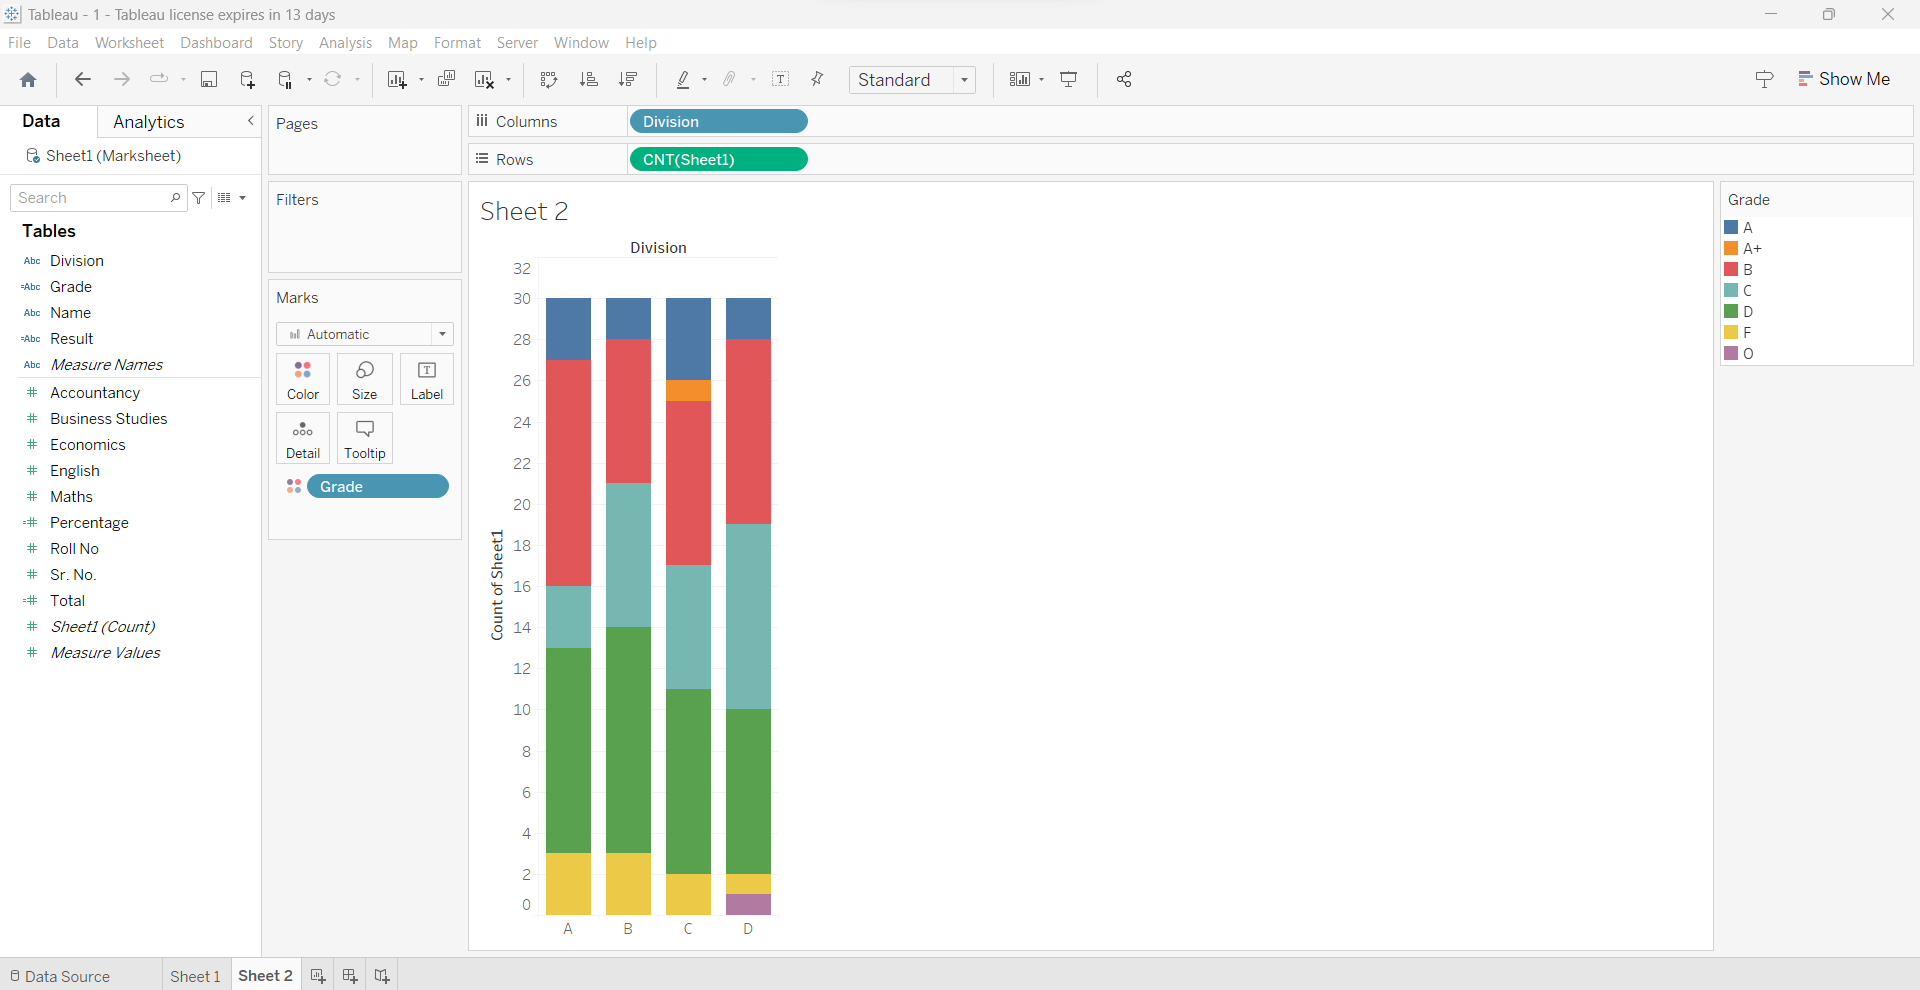 Tableau - 1 - Tableau license expires in 13 days
File Data Worksheet Dashboard Story Analysis Map Format Server Window Help
Standard
Show Me
Data
Analytics
Sheet1 (Marksheet)
Search
Tables
Abc Division
=Abc Grade
Abc Name
=Abc Result
Abc Measure Names
# Accountancy
# Business Studies
# Economics
# English
# Maths
=# Percentage
# Roll No
# Sr. No.
=# Total
# Sheet1 (Count)
# Measure Values
Pages
Filters
Marks
Automatic
Color
Size
T
Label
Detail
Tooltip
Grade
Columns
Division
Rows
CNT(Sheet1)
Sheet 2
Division
Count of Sheet1
32
30
28
26
24
22
20
18
16
14
12
10
8
6
4
2
0
A B C D
Grade
A
A+
B
C
D
F
O
Data Source
Sheet 1
Sheet 2